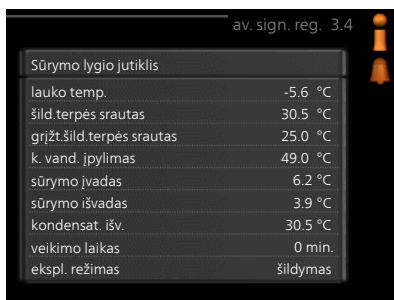 av. sign. reg. 3.4
Sūrymo lygio jutiklis
lauko temp. -5.6 °C
šild.terpės srautas 30.5 °C
grįžt.šild.terpės srautas 25.0 °C
k. vand. įpylimas 49.0 °C
sūrymo įvadas 6.2 °C
sūrymo išvadas 3.9 °C
kondensat. išv. 30.5 °C
veikimo laikas 0 min.
ekspl. režimas šildymas